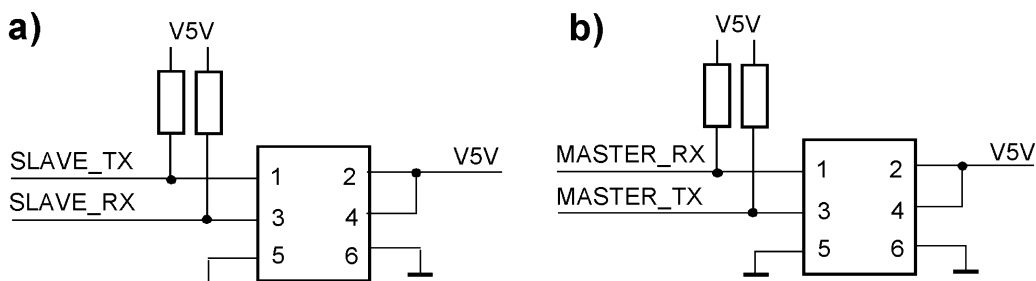 a)
V5V
SLAVE_TX
SLAVE_RX
1 2
3 4
5 6
V5V
b)
V5V
MASTER_RX
MASTER_TX
1 2
3 4
5 6
V5V